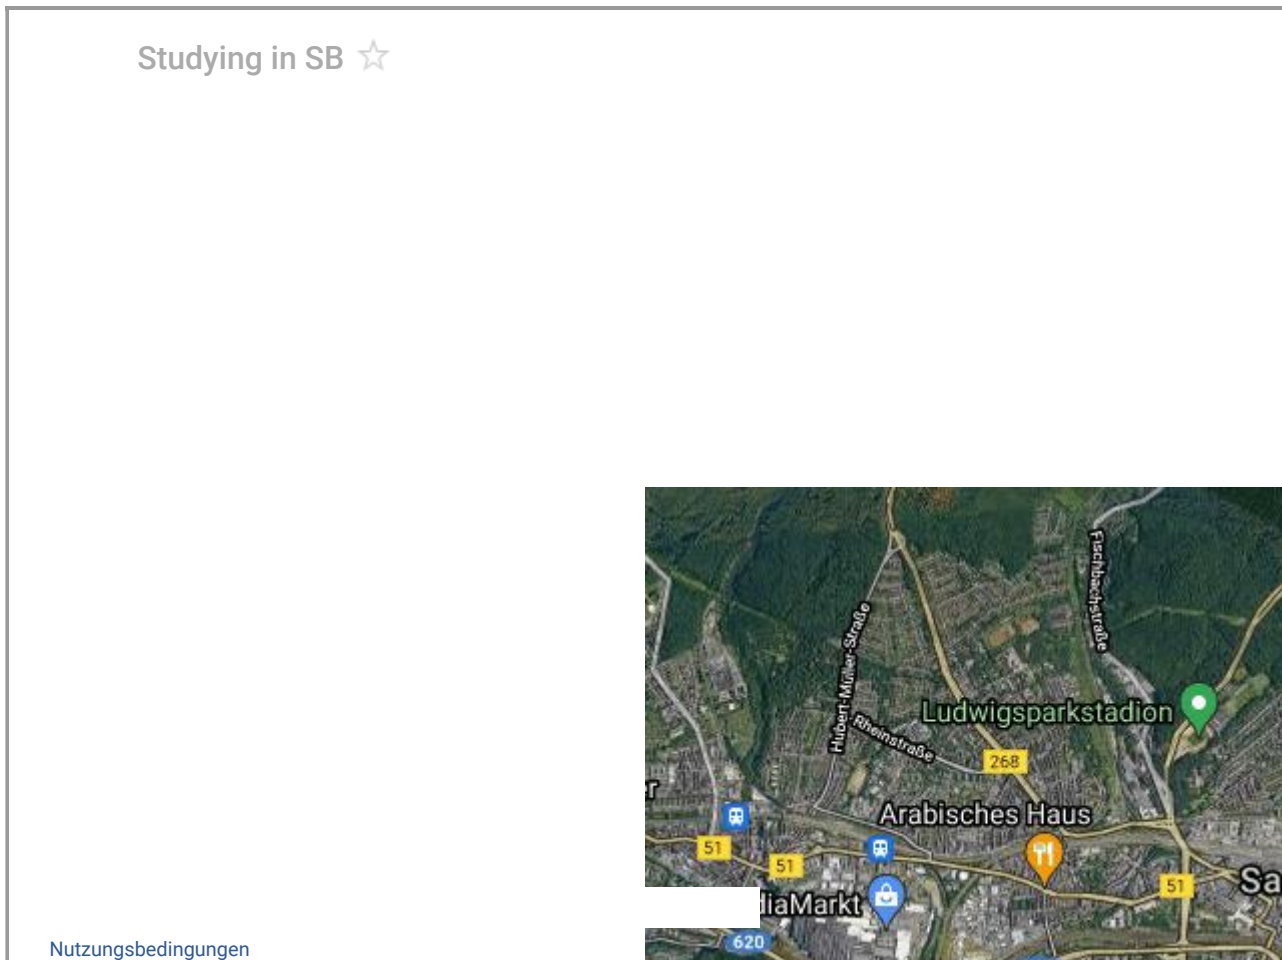 Studying in SB
Fischbachstraße
Hubert-Müller-Straße
Ludwigsparkstadion
Rheinstraße
268
r
Arabisches Haus
51
51
51
Sa
diaMarkt
620
Nutzungsbedingungen